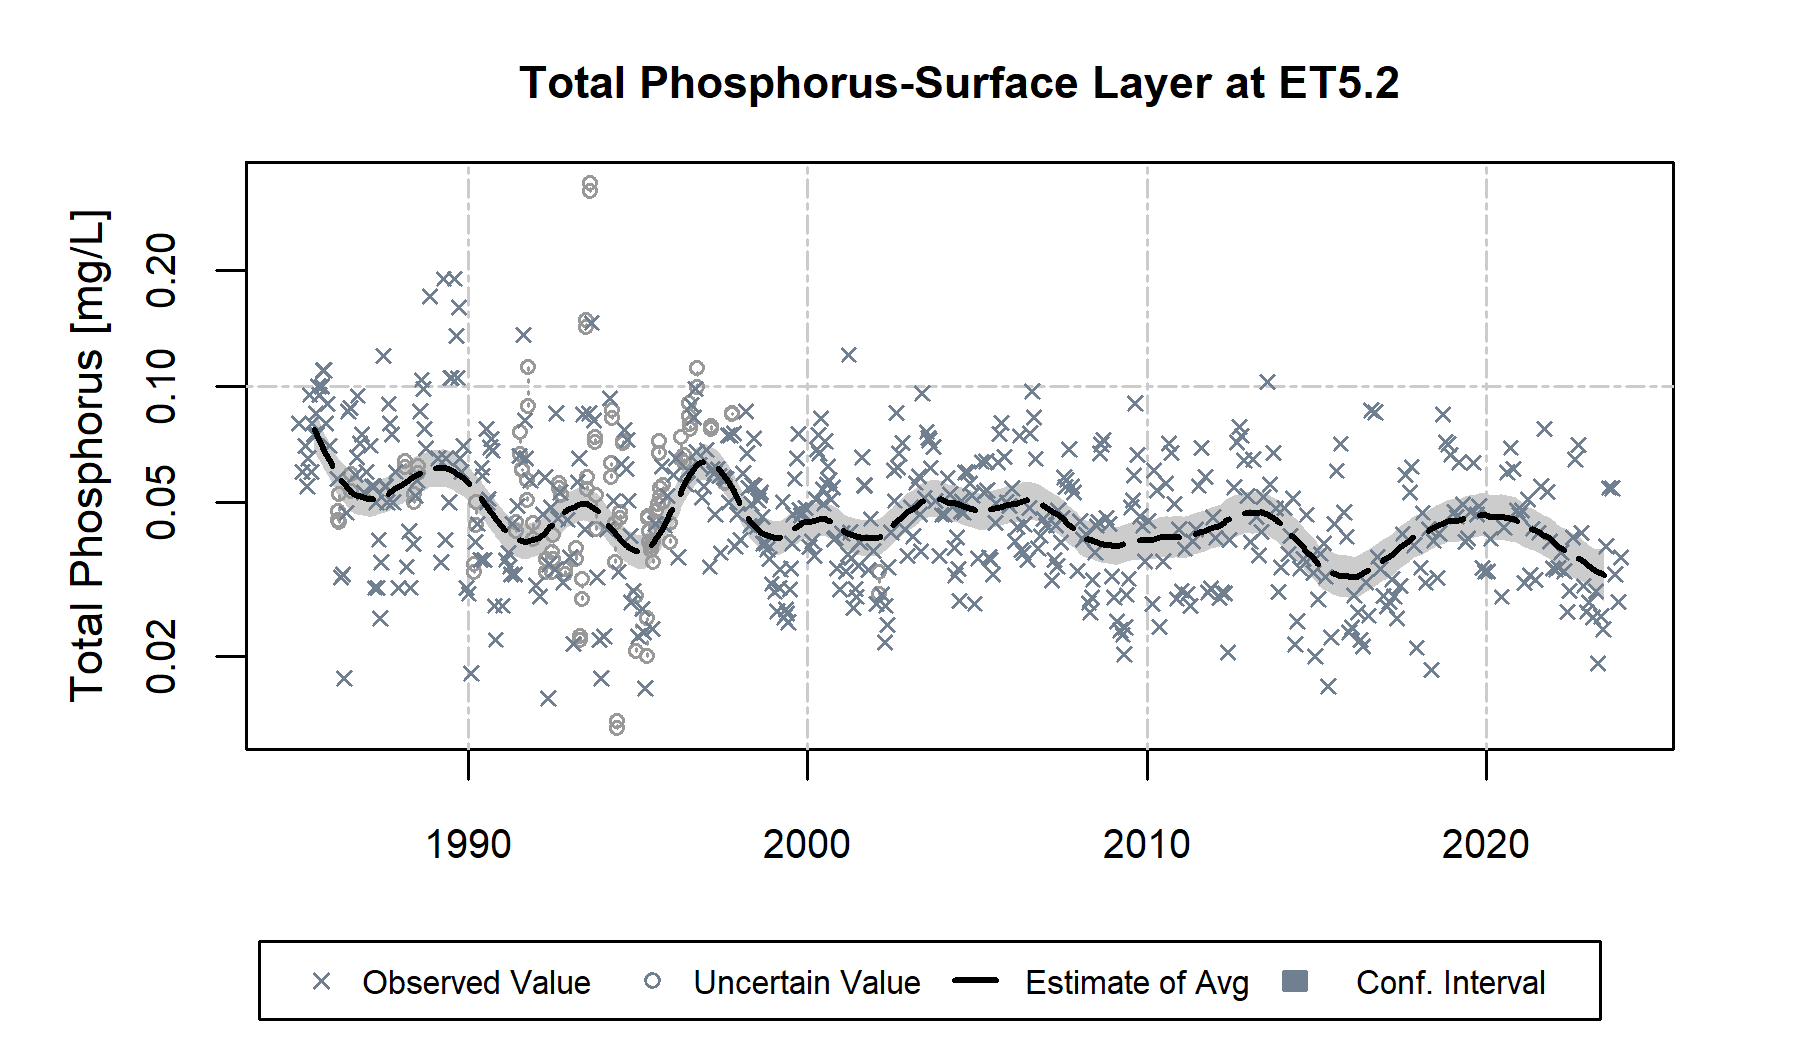 Total Phosphorus-Surface Layer at ET5.2
Total Phosphorus [mg/L]
0.20
0.10
0.05
0.02
1990 2000 2010 2020
Observed Value Uncertain Value Estimate of Avg Conf. Interval